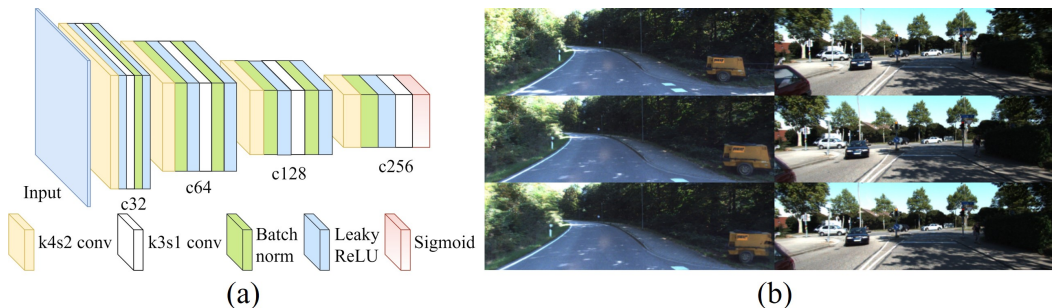 Input
c32
c64
c128
c256
k4s2 conv
k3s1 conv
Batch
norm
Leaky
ReLU
Sigmoid
(a)
(b)